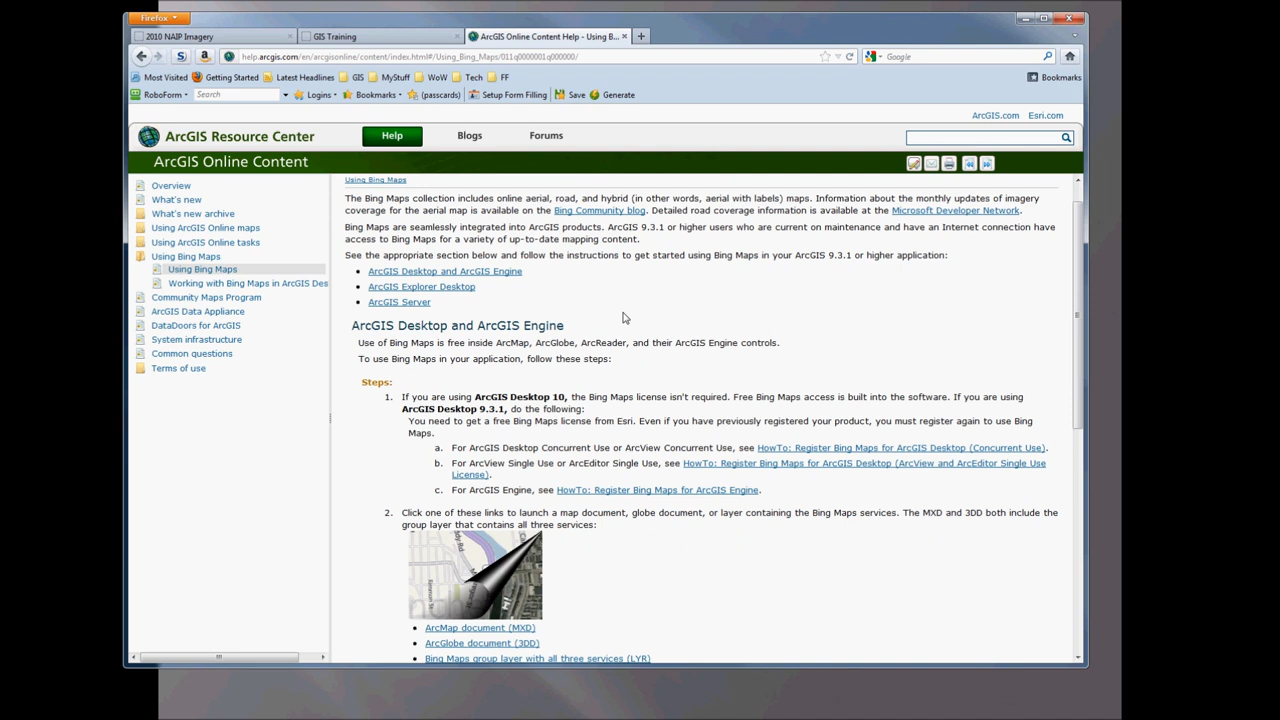 Firefox
2010 NAIP Imagery
GIS Training
ArcGIS Online Content Help - Using B...
help.arcgis.com/en/arcgisonline/content/index.html#/Using_Bing_Maps/011q0000001q000000/
Google
Most Visited Getting Started Latest Headlines GIS MyStuff WoW Tech FF
Bookmarks
RoboForm Search Logins Bookmarks (passcards) Setup Form Filling Save Generate
ArcGIS.com Esri.com
ArcGIS Resource Center
Help Blogs Forums
ArcGIS Online Content
Overview
What's new
What's new archive
Using ArcGIS Online maps
Using ArcGIS Online tasks
Using Bing Maps
Using Bing Maps
Working with Bing Maps in ArcGIS Des
Community Maps Program
ArcGIS Data Appliance
DataDoors for ArcGIS
System infrastructure
Common questions
Terms of use
Using Bing Maps
The Bing Maps collection includes online aerial, road, and hybrid (in other words, aerial with labels) maps. Information about the monthly updates of imagery
coverage for the aerial map is available on the Bing Community blog. Detailed road coverage information is available at the Microsoft Developer Network.
Bing Maps are seamlessly integrated into ArcGIS products. ArcGIS 9.3.1 or higher users who are current on maintenance and have an Internet connection have
access to Bing Maps for a variety of up-to-date mapping content.
See the appropriate section below and follow the instructions to get started using Bing Maps in your ArcGIS 9.3.1 or higher application:
ArcGIS Desktop and ArcGIS Engine
ArcGIS Explorer Desktop
ArcGIS Server
ArcGIS Desktop and ArcGIS Engine
Use of Bing Maps is free inside ArcMap, ArcGlobe, ArcReader, and their ArcGIS Engine controls.
To use Bing Maps in your application, follow these steps:
Steps:
1. If you are using ArcGIS Desktop 10, the Bing Maps license isn't required. Free Bing Maps access is built into the software. If you are using
ArcGIS Desktop 9.3.1, do the following:
You need to get a free Bing Maps license from Esri. Even if you have previously registered your product, you must register again to use Bing
Maps.
a. For ArcGIS Desktop Concurrent Use or ArcView Concurrent Use, see HowTo: Register Bing Maps for ArcGIS Desktop (Concurrent Use).
b. For ArcView Single Use or ArcEditor Single Use, see HowTo: Register Bing Maps for ArcGIS Desktop (ArcView and ArcEditor Single Use
License).
c. For ArcGIS Engine, see HowTo: Register Bing Maps for ArcGIS Engine.
2. Click one of these links to launch a map document, globe document, or layer containing the Bing Maps services. The MXD and 3DD both include the
group layer that contains all three services:
ArcMap document (MXD)
ArcGlobe document (3DD)
Bing Maps group layer with all three services (LYR)